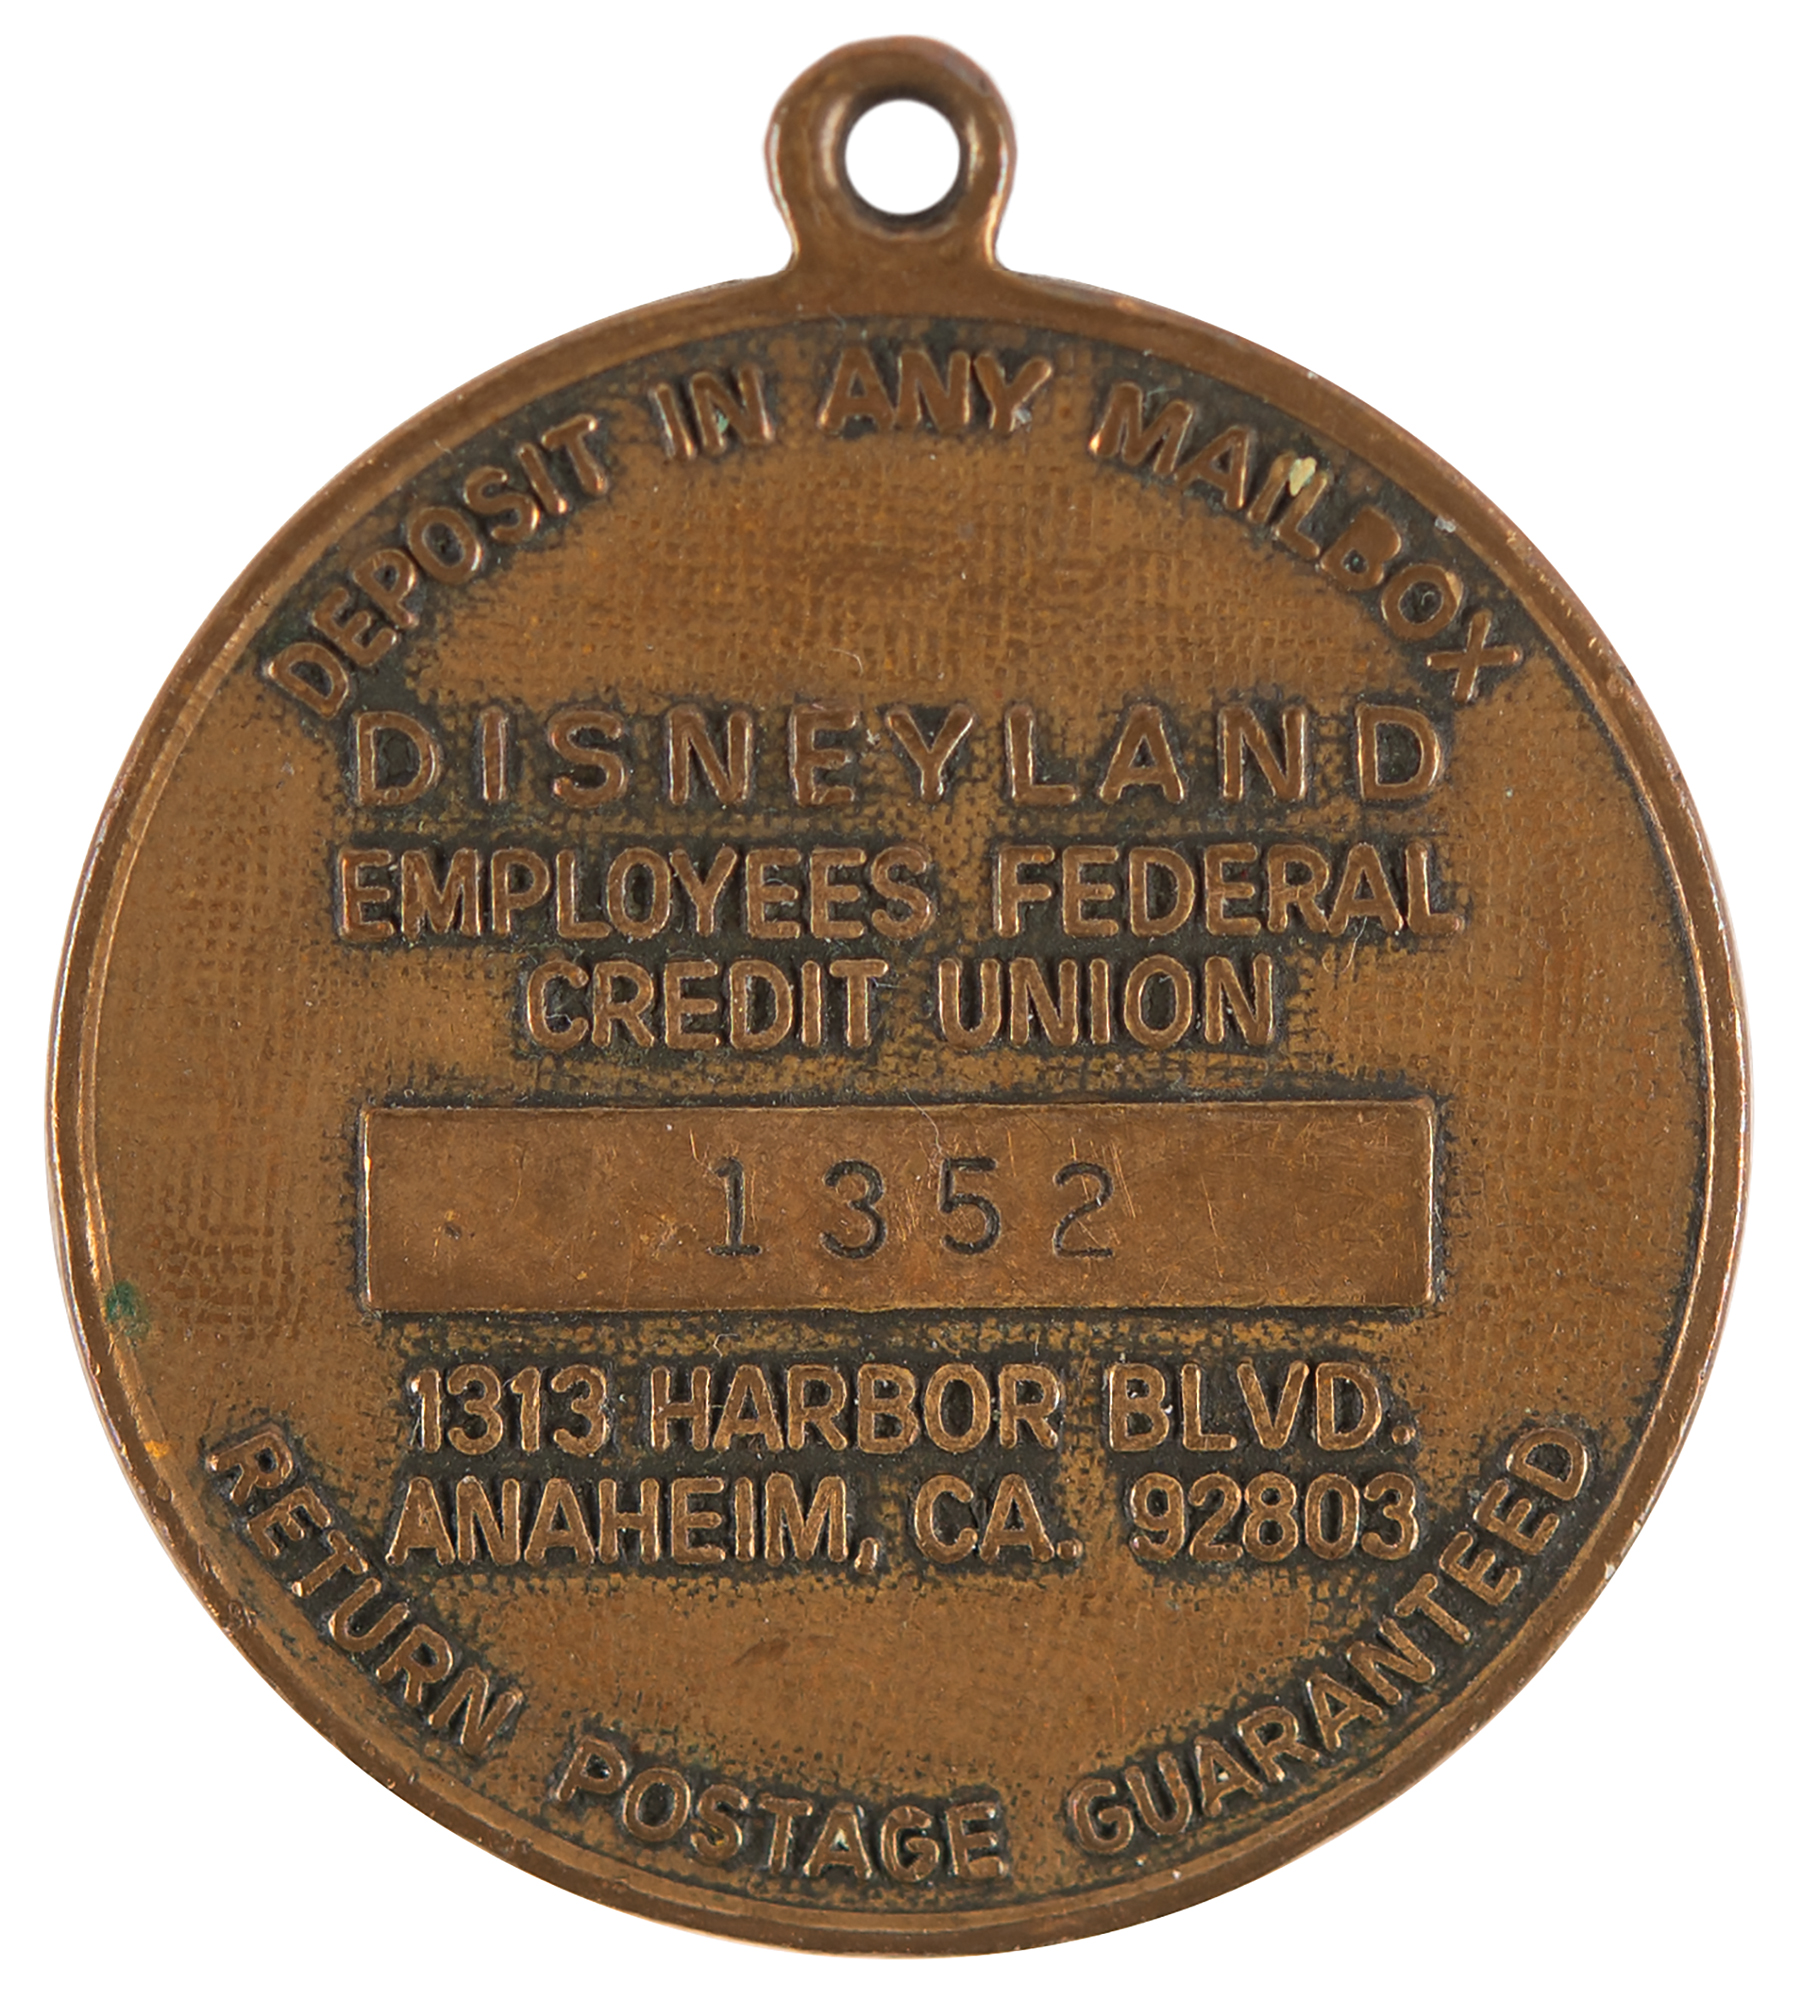 DEPOSIT IN ANY MAILBOX
DISNEYLAND
EMPLOYEES FEDERAL
CREDIT UNION
1352
1313 HARBOR BLVD.
ANAHEIM, CA. 92803
RETURN POSTAGE GUARANTEED